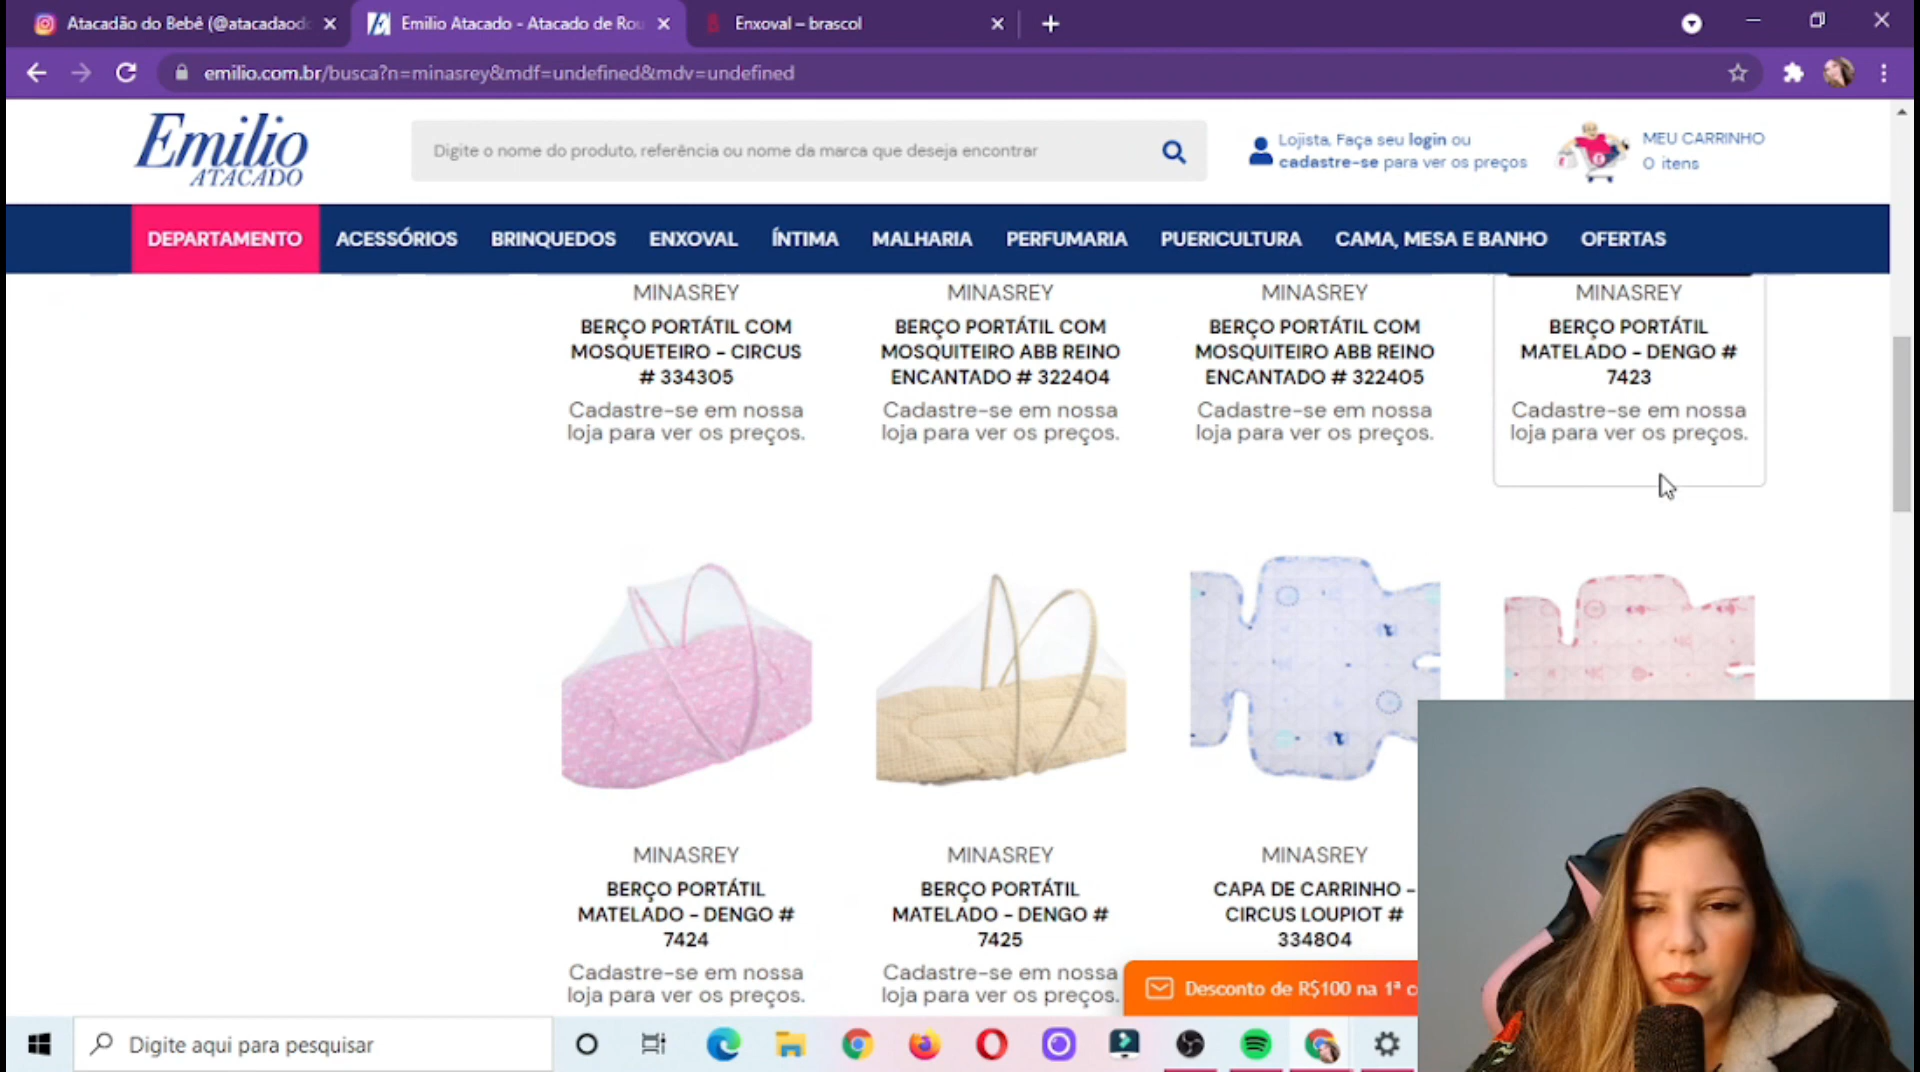 Atacadão do Bebê (@atacadaodo
Emilio Atacado - Atacado de Rou
Enxoval – brascol
emilio.com.br/busca?n=minasrey&mdf=undefined&mdv=undefined
Emilio
ATACADO
Digite o nome do produto, referência ou nome da marca que deseja encontrar
Lojista, Faça seu login ou
cadastre-se para ver os preços
MEU CARRINHO
0 itens
DEPARTAMENTO ACESSÓRIOS BRINQUEDOS ENXOVAL ÍNTIMA MALHARIA PERFUMARIA PUERICULTURA CAMA, MESA E BANHO OFERTAS
MINASREY
BERÇO PORTÁTIL COM
MOSQUETEIRO - CIRCUS
# 334305
Cadastre-se em nossa
loja para ver os preços.
MINASREY
BERÇO PORTÁTIL COM
MOSQUITEIRO ABB REINO
ENCANTADO # 322404
Cadastre-se em nossa
loja para ver os preços.
MINASREY
BERÇO PORTÁTIL COM
MOSQUITEIRO ABB REINO
ENCANTADO # 322405
Cadastre-se em nossa
loja para ver os preços.
MINASREY
BERÇO PORTÁTIL
MATELADO - DENGO #
7423
Cadastre-se em nossa
loja para ver os preços.
MINASREY
BERÇO PORTÁTIL
MATELADO - DENGO #
7424
Cadastre-se em nossa
loja para ver os preços.
MINASREY
BERÇO PORTÁTIL
MATELADO - DENGO #
7425
Cadastre-se em nossa
loja para ver os preços.
MINASREY
CAPA DE CARRINHO -
CIRCUS LOUPIOT #
334804
Desconto de R$100 na 1ª c
Digite aqui para pesquisar